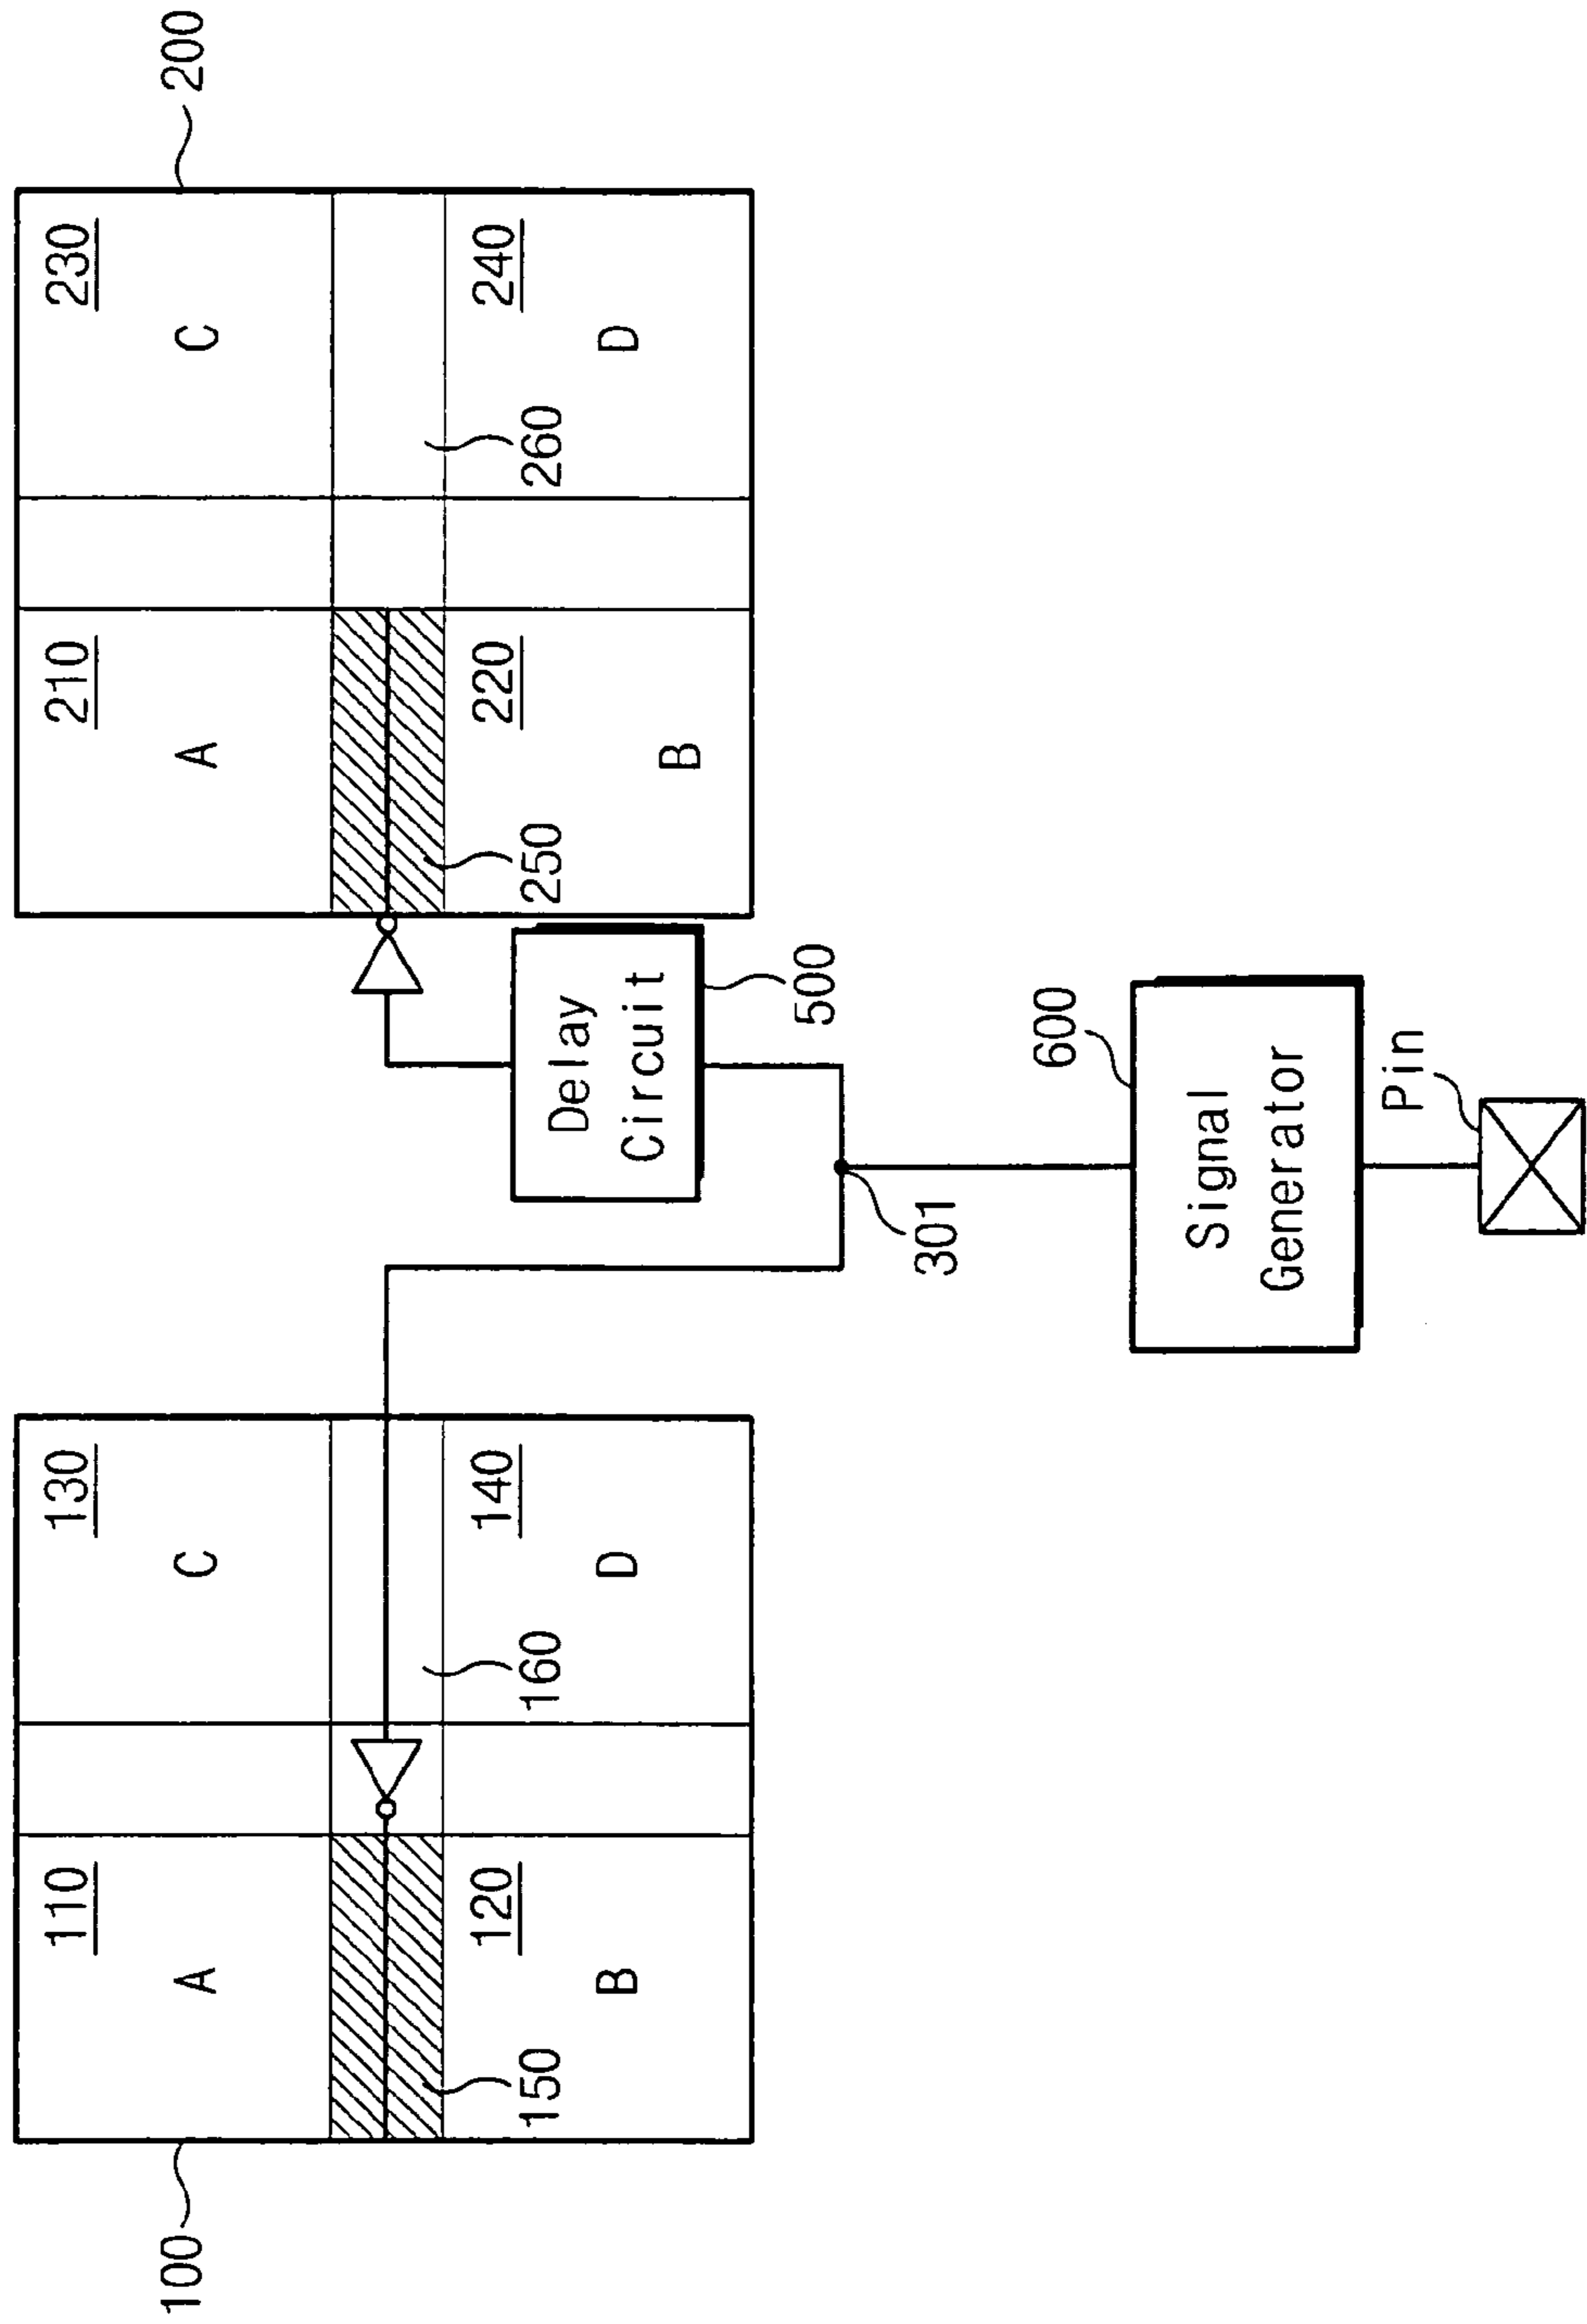 110
A
130
C
210
A
230
C
100
200
150
120
B
160
140
D
250
220
B
260
240
D
Delay
Circuit
500
301
600
Signal
Generator
Pin